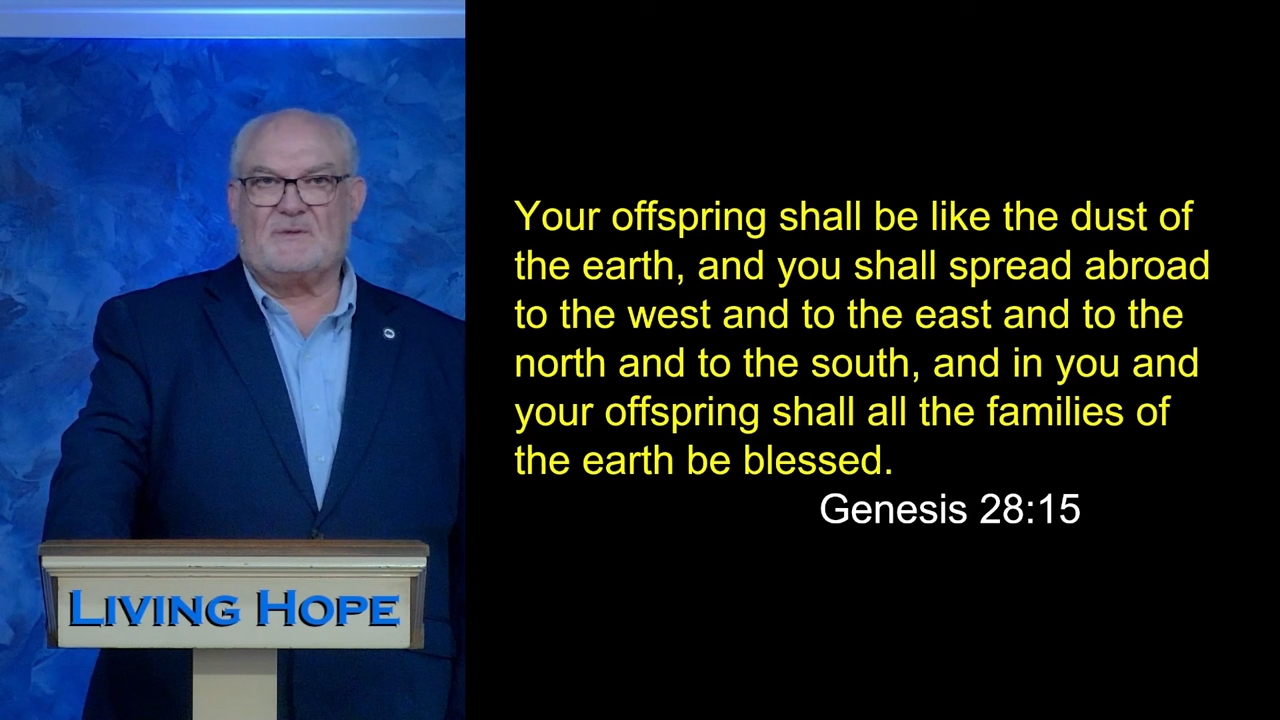 Your offspring shall be like the dust of
the earth, and you shall spread abroad
to the west and to the east and to the
north and to the south, and in you and
your offspring shall all the families of
the earth be blessed.
Genesis 28:15
LIVING HOPE